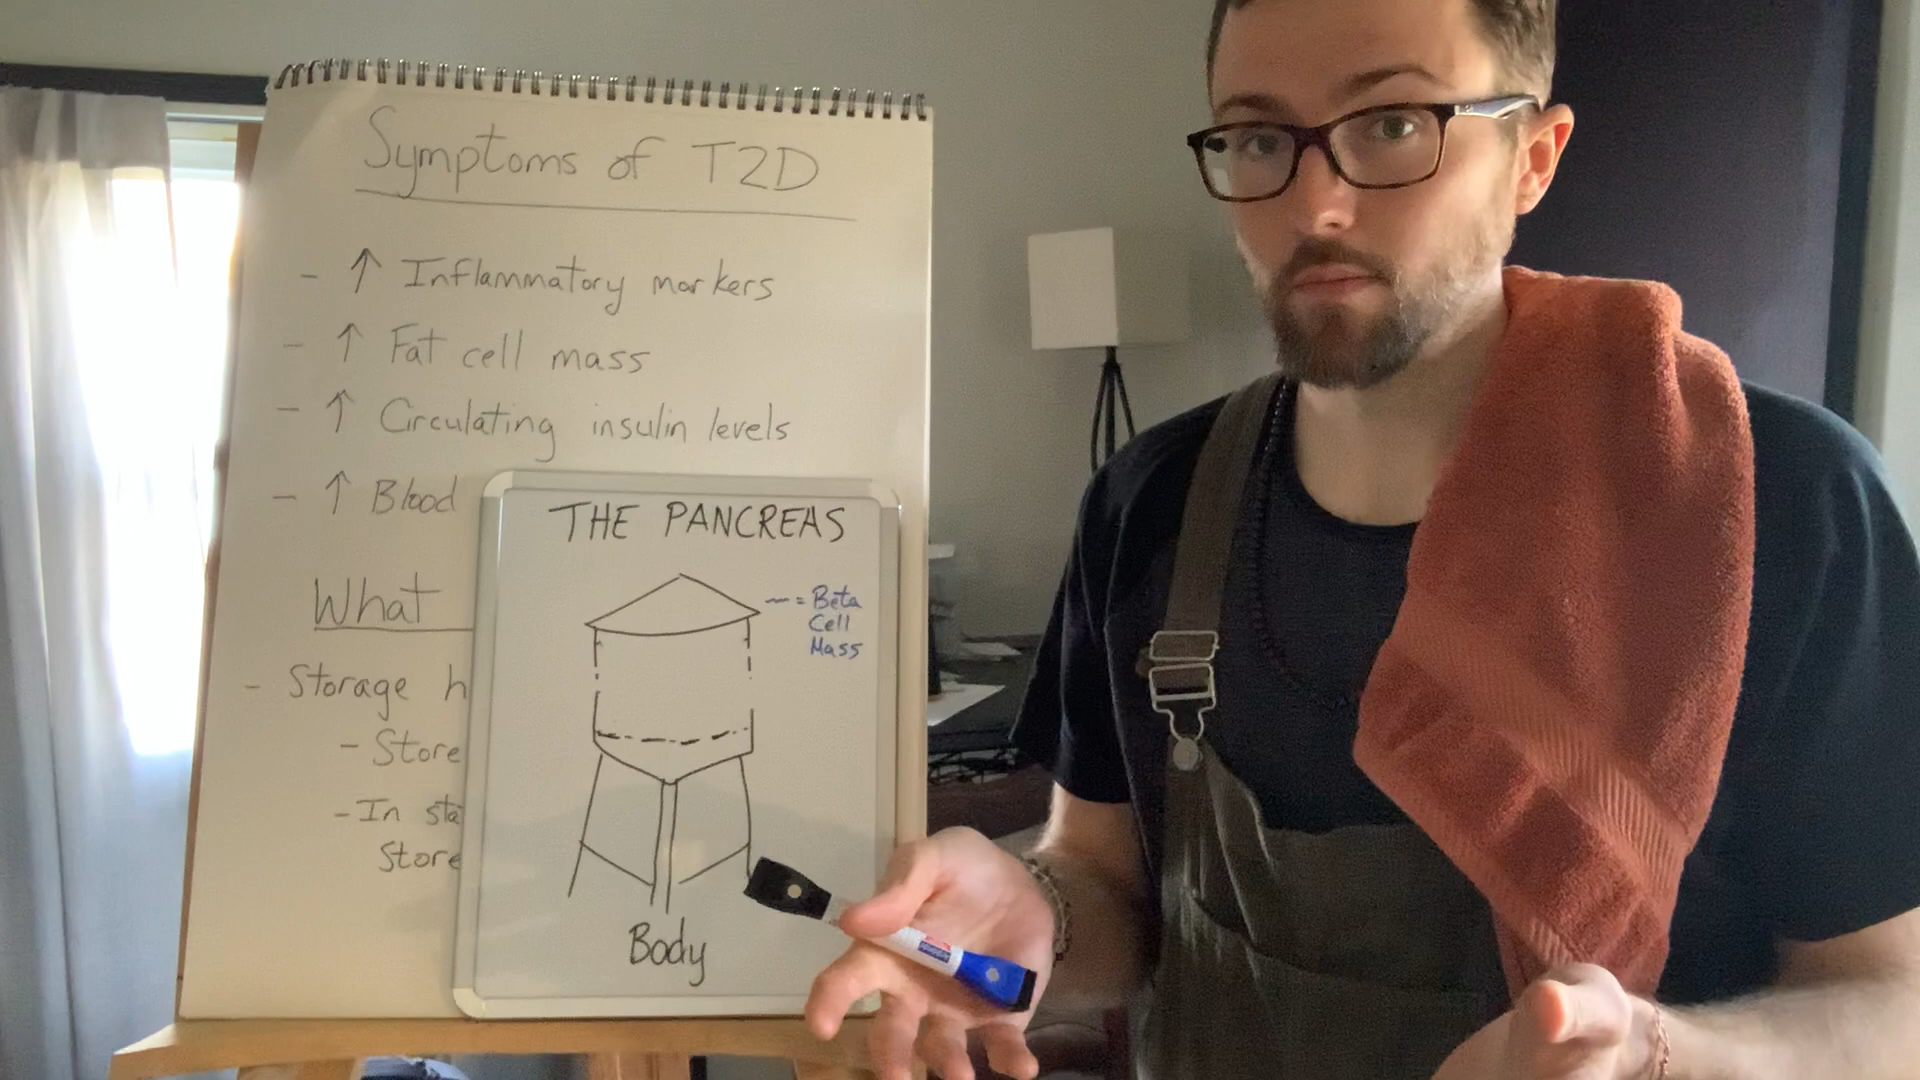 Symptoms of T2D
- ↑ Inflammatory markers
- ↑ Fat cell mass
- ↑ Circulating insulin levels
- ↑ Blood
What
- Storage h
- Store
- In sta
Store
THE PANCREAS
= Beta
Cell
Mass
Body